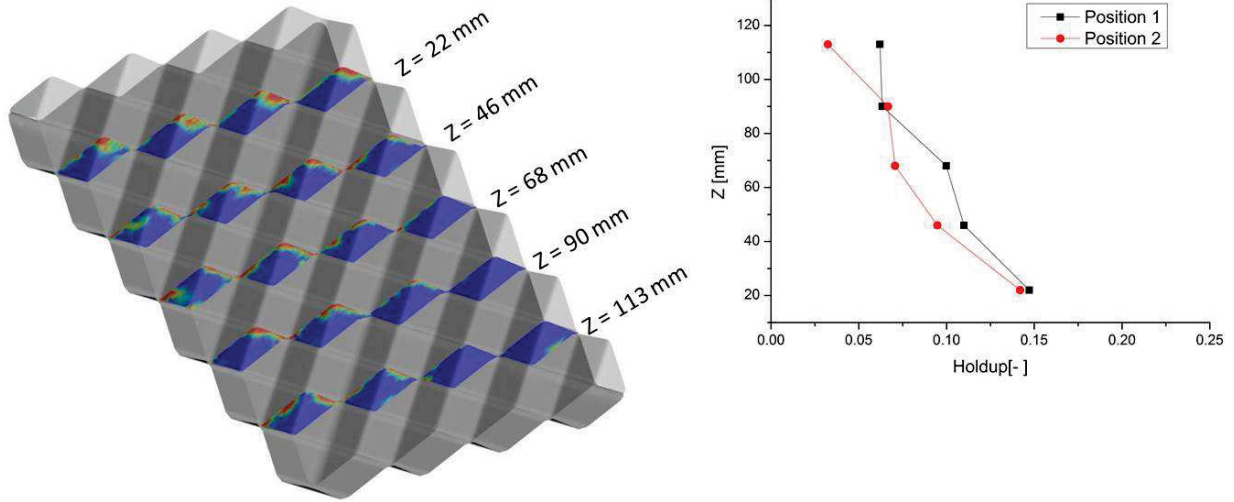 Z = 22 mm
Z = 46 mm
Z = 68 mm
Z = 90 mm
Z = 113 mm
Position 1
Position 2
120
100
80
60
40
20
Z [mm]
0.00 0.05 0.10 0.15 0.20 0.25
Holdup[- ]